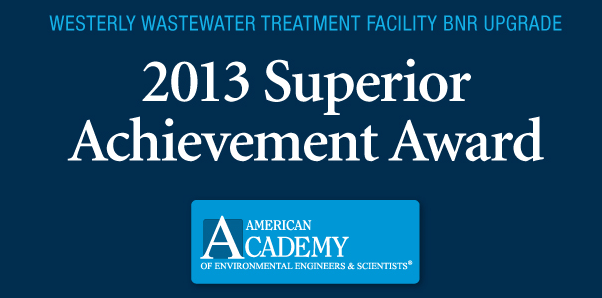 WESTERLY WASTEWATER TREATMENT FACILITY BNR UPGRADE
2013 Superior
Achievement Award
AMERICAN
ACADEMY
OF ENVIRONMENTAL ENGINEERS & SCIENTISTS®